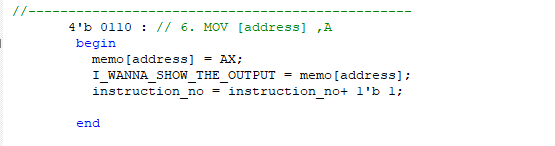 //------------------------------------------------
4'b 0110 : // 6. MOV [address] ,A
begin
memo[address] = AX;
I_WANNA_SHOW_THE_OUTPUT = memo[address];
instruction_no = instruction_no+ 1'b 1;
end